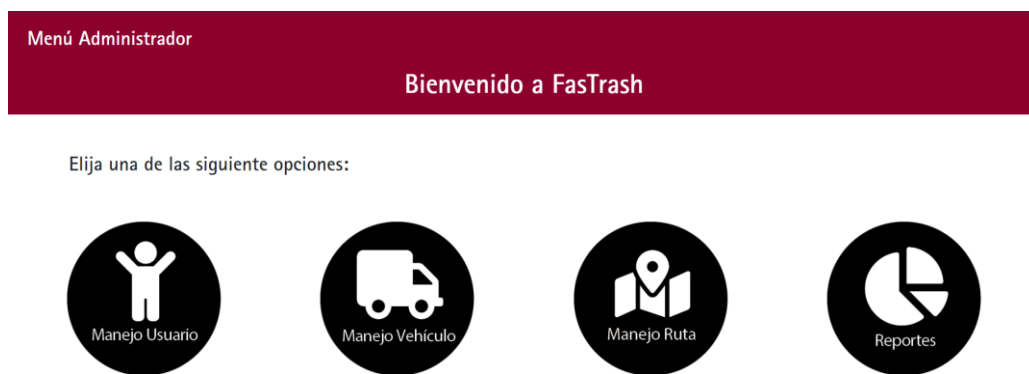 Menú Administrador
Bienvenido a FasTrash
Elija una de las siguiente opciones:
Manejo Usuario
Manejo Vehículo
Manejo Ruta
Reportes